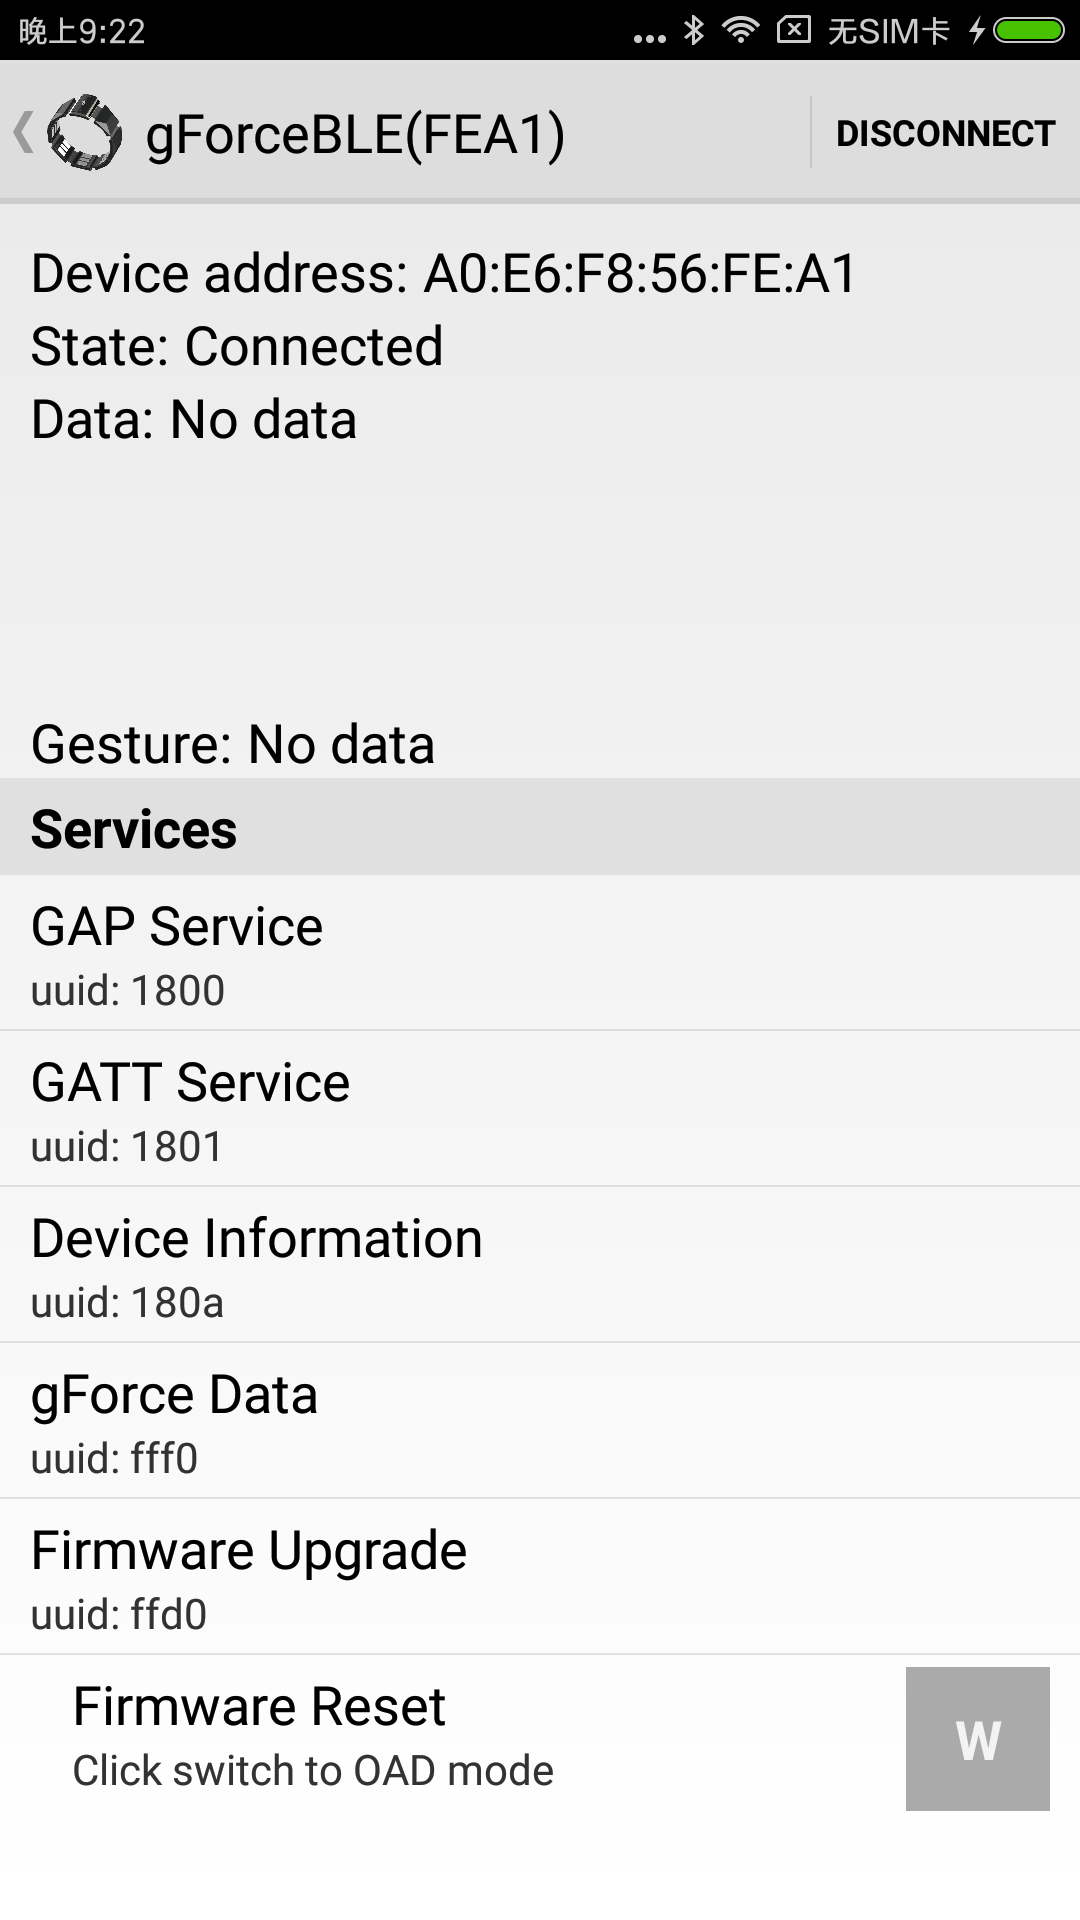 晚上9:22
无SIM卡
gForceBLE(FEA1)
DISCONNECT
Device address: A0:E6:F8:56:FE:A1
State: Connected
Data: No data
Gesture: No data
Services
GAP Service
uuid: 1800
GATT Service
uuid: 1801
Device Information
uuid: 180a
gForce Data
uuid: fff0
Firmware Upgrade
uuid: ffd0
Firmware Reset
W
Click switch to OAD mode